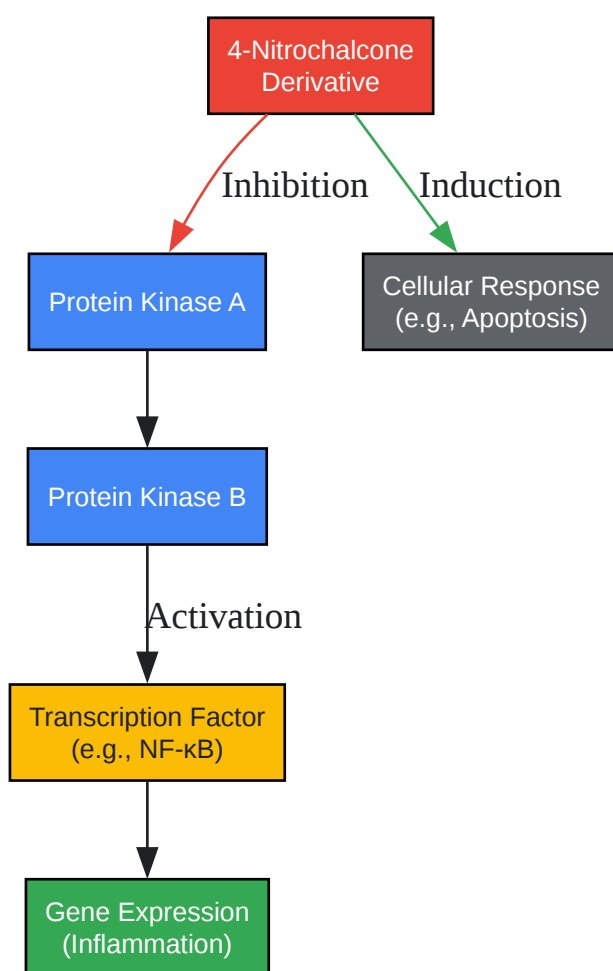 4-Nitrochalcone
Derivative
Inhibition
Induction
Protein Kinase A
Cellular Response
(e.g., Apoptosis)
Protein Kinase B
Activation
Transcription Factor
(e.g., NF-κB)
Gene Expression
(Inflammation)